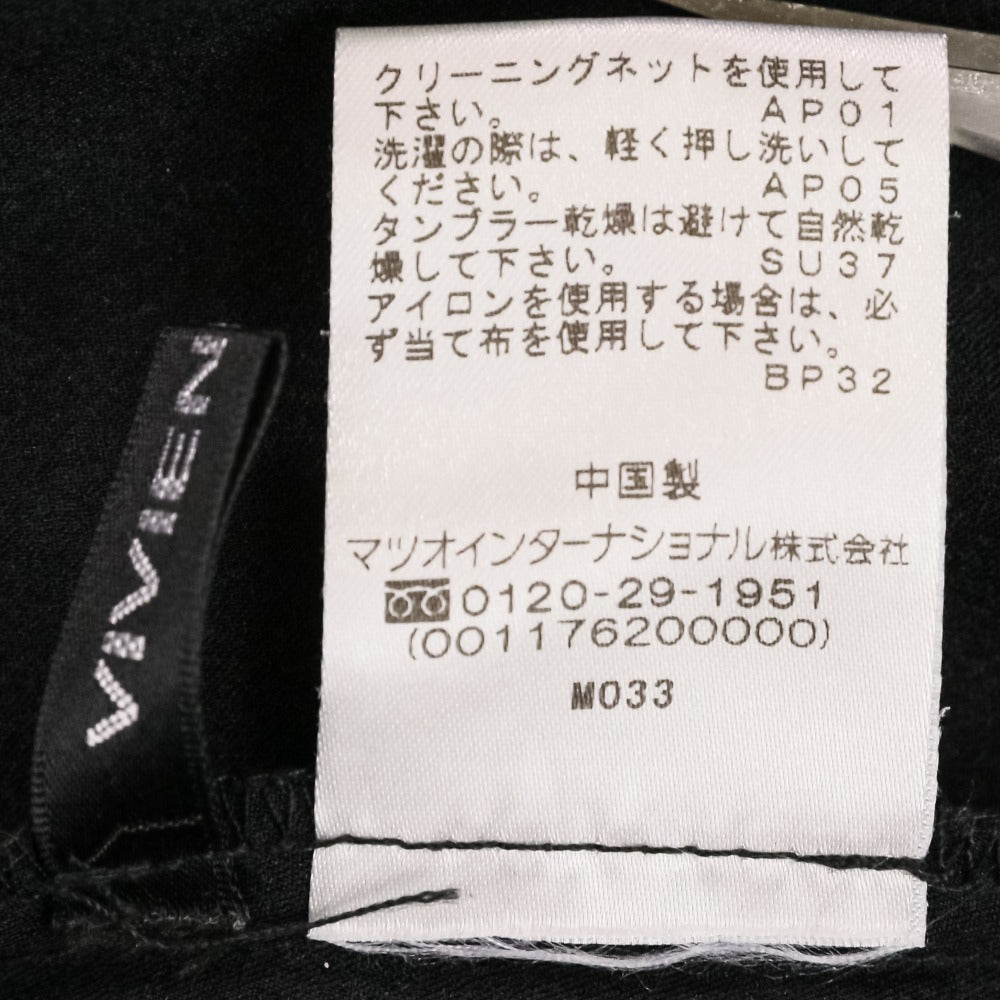 クリーニングネットを使用して
下さい。 AP01
洗濯の際は、軽く押し洗いして
ください。 AP05
タンブラー乾燥は避けて自然乾
燥して下さい。 SU37
アイロンを使用する場合は、必
ず当て布を使用して下さい。
BP32
中国製
マツオインターナショナル株式会社
0120-29-1951
(001176200000)
M033
VIVIEN